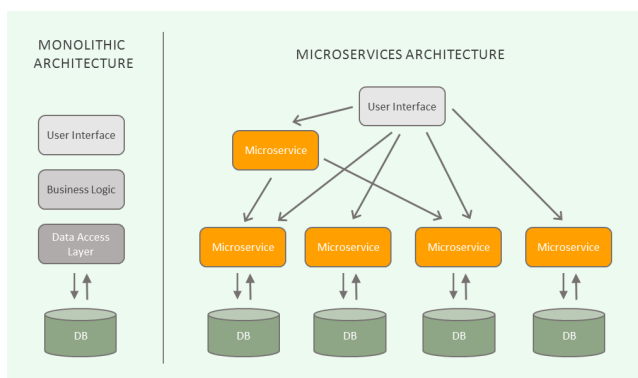 MONOLITHIC
ARCHITECTURE
User Interface
Business Logic
Data Access
Layer
DB
MICROSERVICES ARCHITECTURE
User Interface
Microservice
Microservice
Microservice
Microservice
Microservice
DB
DB
DB
DB